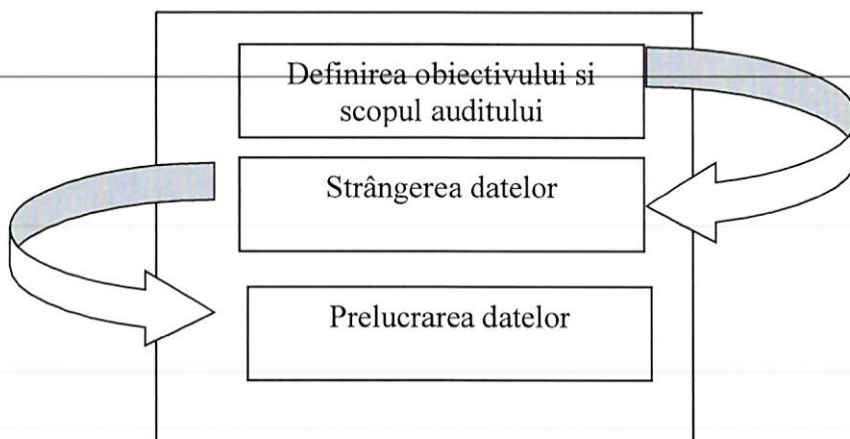 Definirea obiectivului si
scopul auditului
Strângerea datelor
Prelucrarea datelor